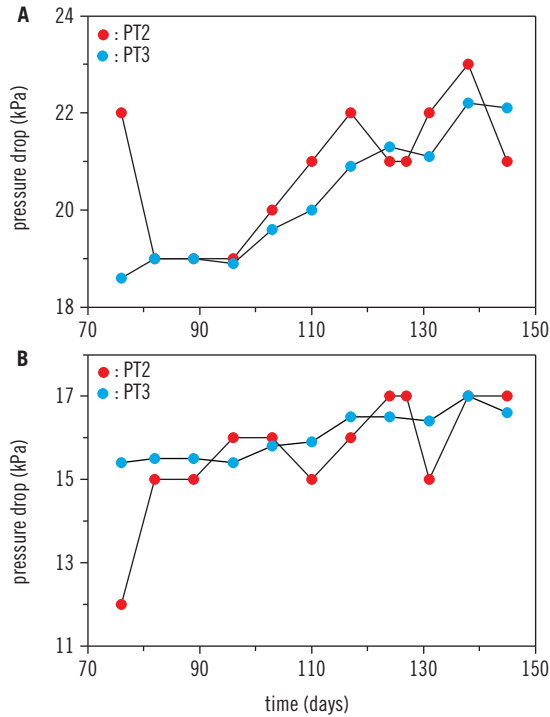 A
24
: PT2
: PT3
22
20
18
pressure drop (kPa)
70 90 110 130 150
B
: PT2
: PT3
17
15
13
11
pressure drop (kPa)
70 90 110 130 150
time (days)